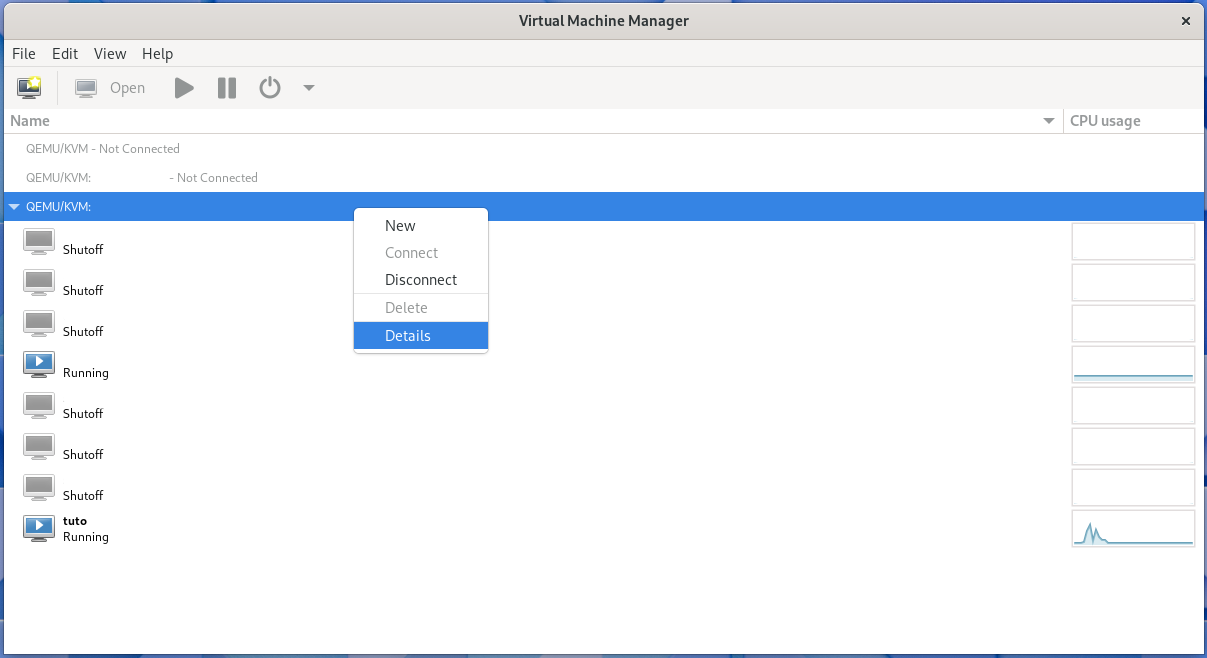 Virtual Machine Manager
File Edit View Help
Open
Name CPU usage
QEMU/KVM - Not Connected
QEMU/KVM: - Not Connected
QEMU/KVM:
New
Connect
Disconnect
Delete
Details
Shutoff
Shutoff
Shutoff
Running
Shutoff
Shutoff
Shutoff
tuto
Running